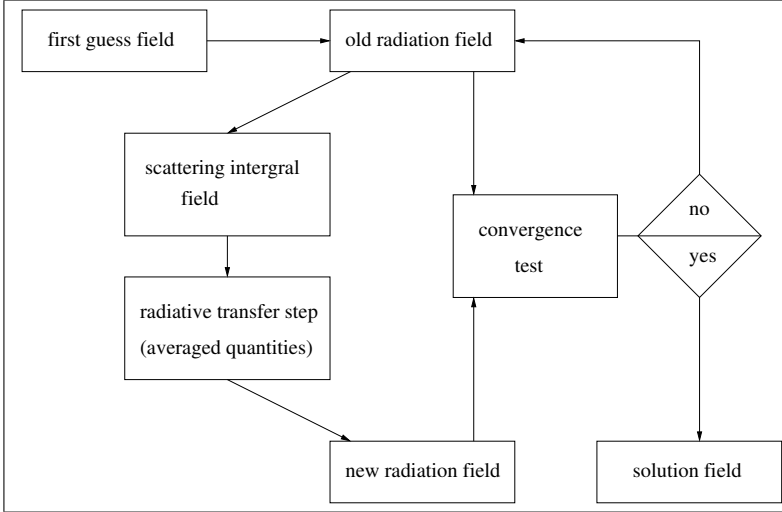 first guess field
old radiation field
scattering intergral
field
no
convergence
yes
test
radiative transfer step
(averaged quantities)
new radiation field
solution field